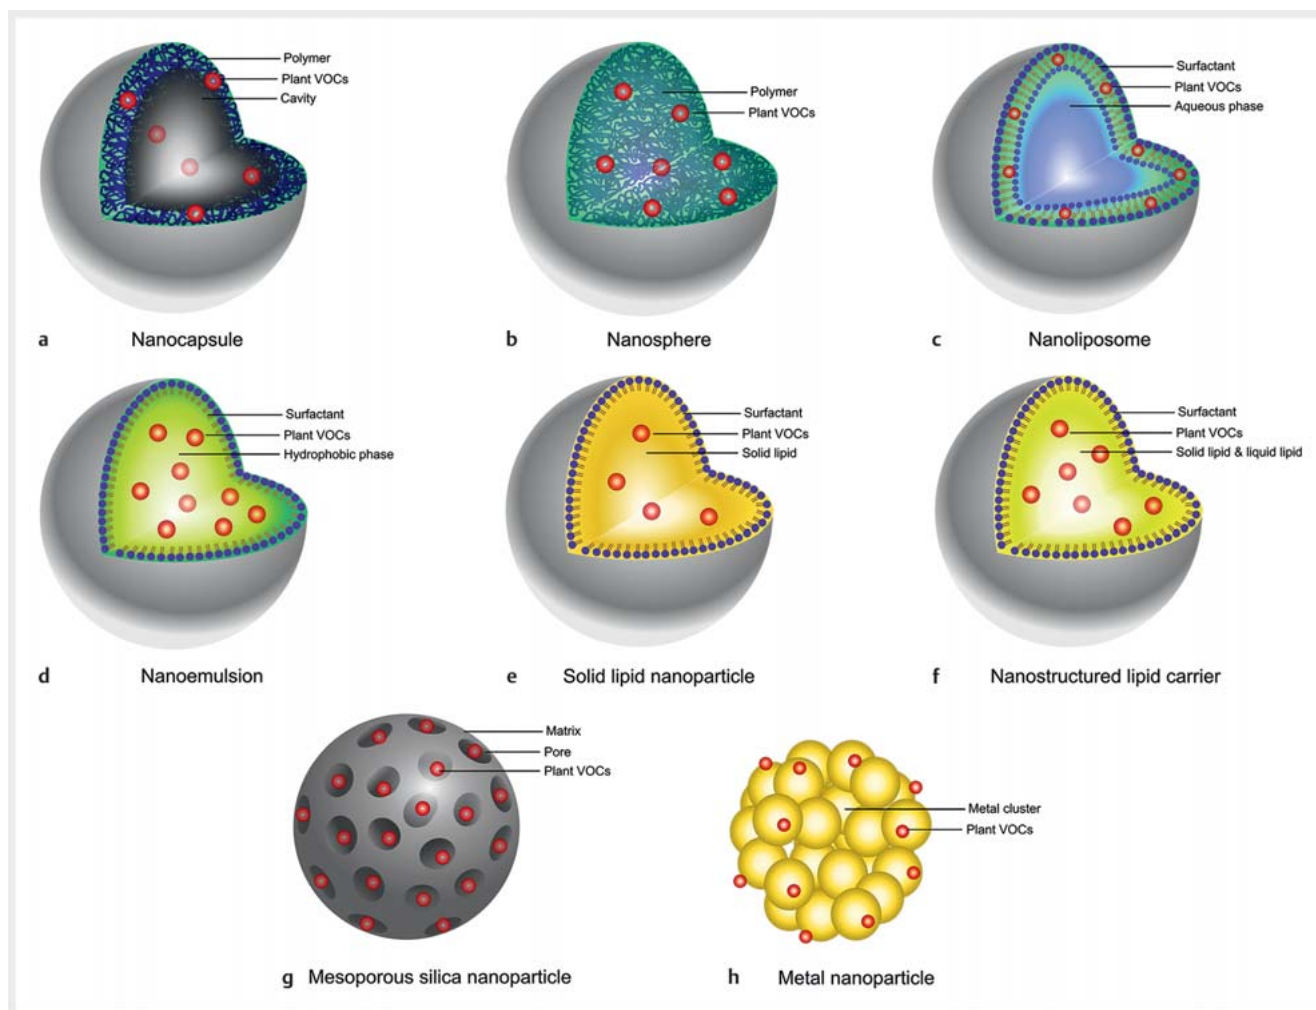 Polymer
Plant VOCs
Cavity
a Nanocapsule
Polymer
Plant VOCs
b Nanosphere
Surfactant
Plant VOCs
Aqueous phase
c Nanoliposome
Surfactant
Plant VOCs
Hydrophobic phase
d Nanoemulsion
Surfactant
Plant VOCs
Solid lipid
e Solid lipid nanoparticle
Surfactant
Plant VOCs
Solid lipid & liquid lipid
f Nanostructured lipid carrier
Matrix
Pore
Plant VOCs
g Mesoporous silica nanoparticle
Metal cluster
Plant VOCs
h Metal nanoparticle